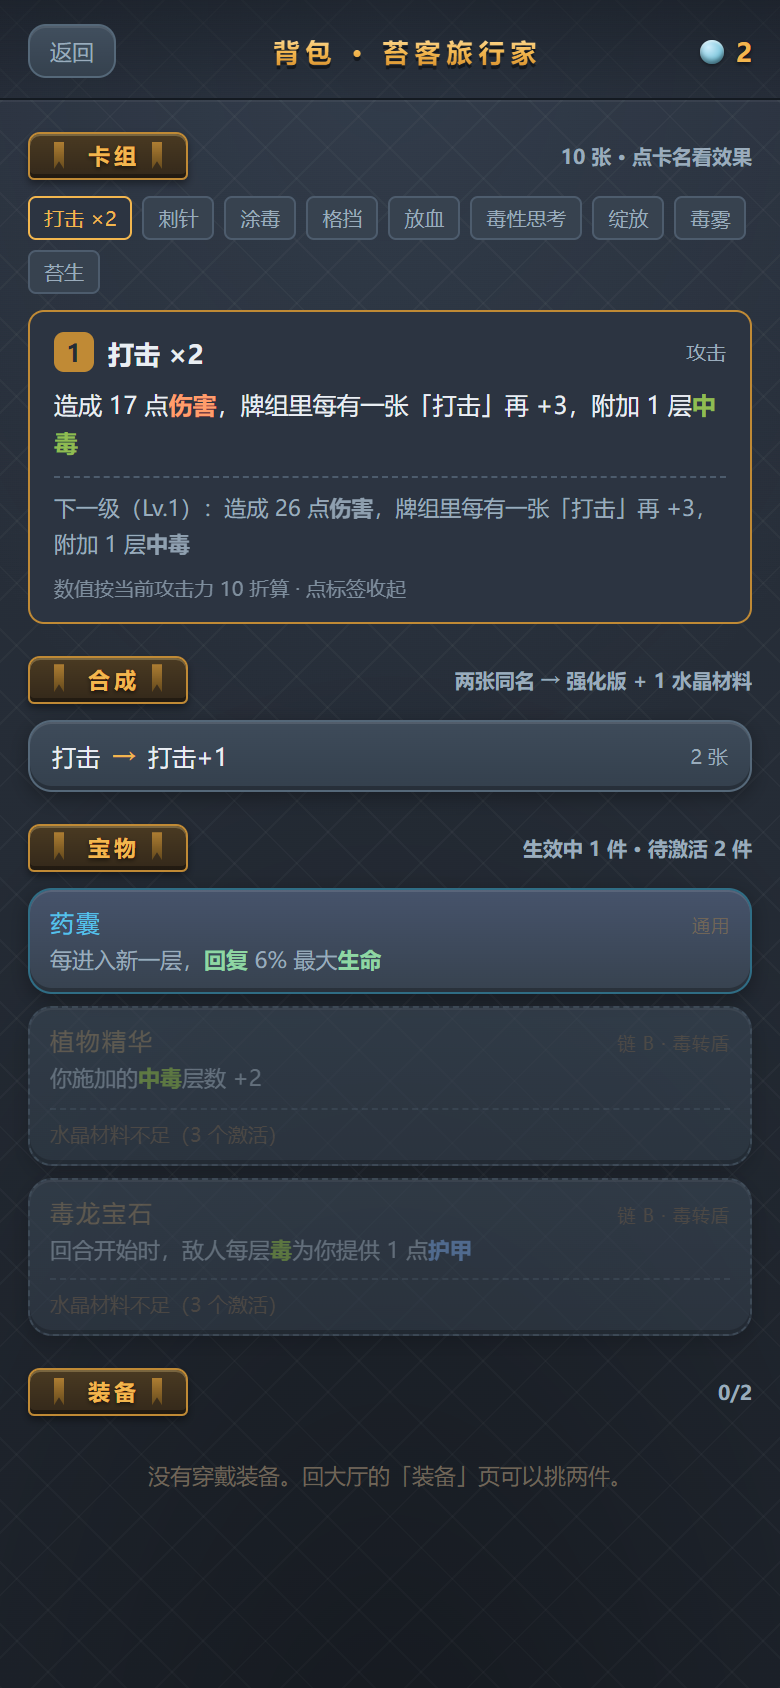 返回
背包 • 苔客旅行家
2
卡组
10 张 • 点卡名看效果
打击 ×2
刺针
涂毒
格挡
放血
毒性思考
绽放
毒雾
苔生
1 打击 ×2
攻击
造成 17 点伤害，牌组里每有一张「打击」再 +3，附加 1 层中
毒
下一级（Lv.1）：造成 26 点伤害，牌组里每有一张「打击」再 +3，
附加 1 层中毒
数值按当前攻击力 10 折算 · 点标签收起
合成
两张同名 → 强化版 + 1 水晶材料
打击 → 打击+1
2 张
宝物
生效中 1 件 • 待激活 2 件
药囊
通用
每进入新一层，回复 6% 最大生命
植物精华
链 B · 毒转盾
你施加的中毒层数 +2
水晶材料不足（3 个激活）
毒龙宝石
链 B · 毒转盾
回合开始时，敌人每层毒为你提供 1 点护甲
水晶材料不足（3 个激活）
装备
0/2
没有穿戴装备。回大厅的「装备」页可以挑两件。